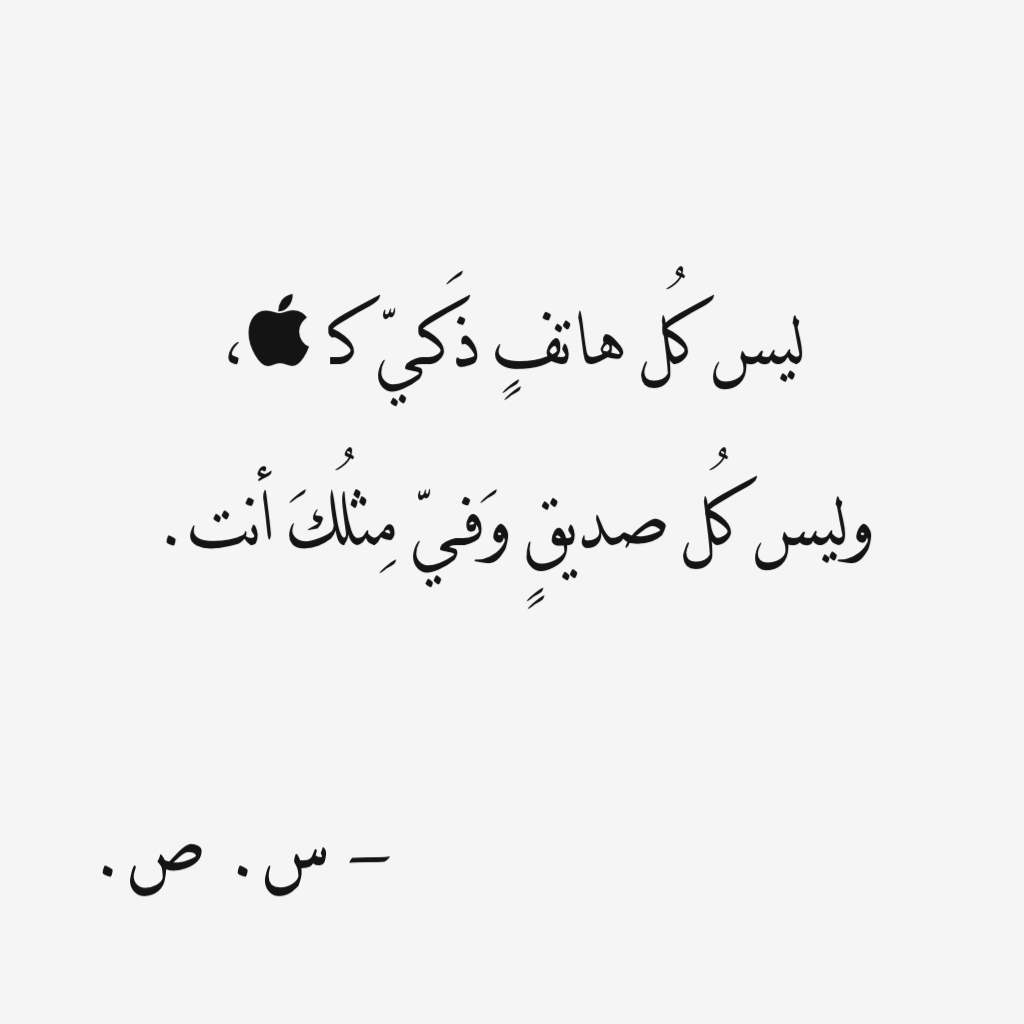 ليس كُل هاتفٍ ذَكيّ كـ ،
وليس كُل صديقٍ وَفيّ مِثلُكَ أنت.
– س. ص.